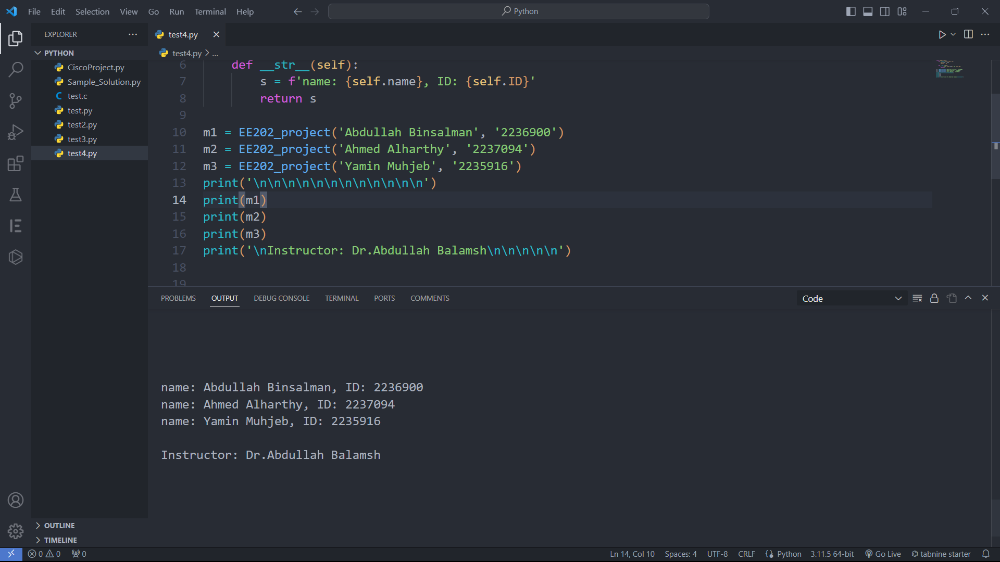 File Edit Selection View Go Run Terminal Help
Python
EXPLORER
PYTHON
CiscoProject.py
Sample_Solution.py
C test.c
test.py
test2.py
test3.py
test4.py
OUTLINE
TIMELINE
test4.py
test4.py > ...
6 def __str__(self):
7 s = f'name: {self.name}, ID: {self.ID}'
8 return s
9
10 m1 = EE202_project('Abdullah Binsalman', '2236900')
11 m2 = EE202_project('Ahmed Alharthy', '2237094')
12 m3 = EE202_project('Yamin Muhjeb', '2235916')
13 print('\n\n\n\n\n\n\n\n\n\n\n\n')
14 print(m1)
15 print(m2)
16 print(m3)
17 print('\nInstructor: Dr.Abdullah Balamsh\n\n\n\n\n')
18
19
PROBLEMS OUTPUT DEBUG CONSOLE TERMINAL PORTS COMMENTS
Code
name: Abdullah Binsalman, ID: 2236900
name: Ahmed Alharthy, ID: 2237094
name: Yamin Muhjeb, ID: 2235916
Instructor: Dr.Abdullah Balamsh
0 0 0
Ln 14, Col 10 Spaces: 4 UTF-8 CRLF Python 3.11.5 64-bit Go Live tabnine starter